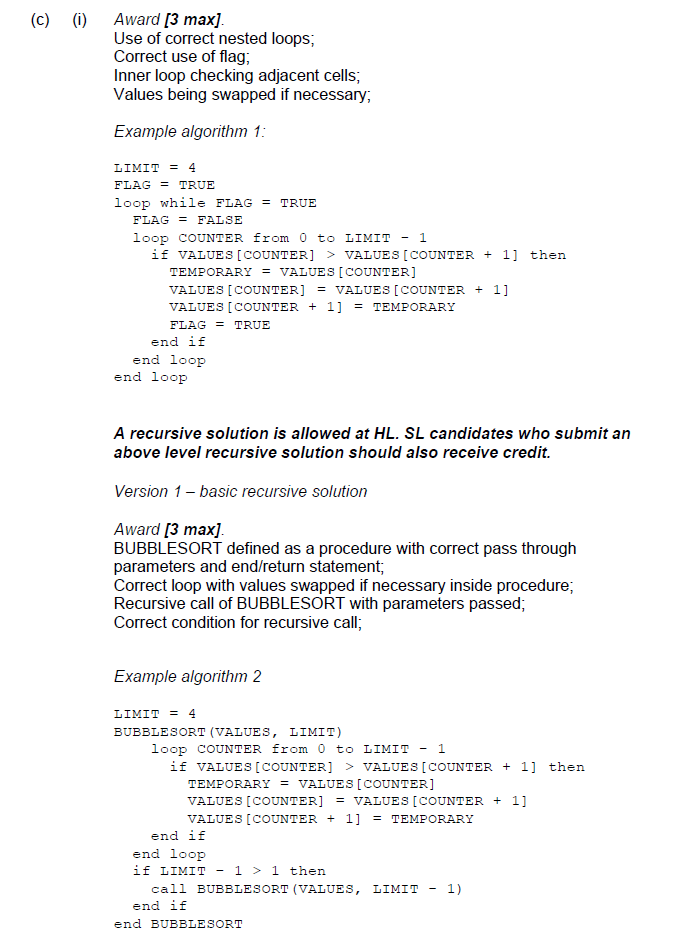 (c) (i) Award [3 max].
Use of correct nested loops;
Correct use of flag;
Inner loop checking adjacent cells;
Values being swapped if necessary;
Example algorithm 1:
LIMIT = 4
FLAG = TRUE
loop while FLAG = TRUE
FLAG = FALSE
loop COUNTER from 0 to LIMIT - 1
if VALUES[COUNTER] > VALUES[COUNTER + 1] then
TEMPORARY = VALUES[COUNTER]
VALUES[COUNTER] = VALUES[COUNTER + 1]
VALUES[COUNTER + 1] = TEMPORARY
FLAG = TRUE
end if
end loop
end loop
A recursive solution is allowed at HL. SL candidates who submit an
above level recursive solution should also receive credit.
Version 1 – basic recursive solution
Award [3 max].
BUBBLESORT defined as a procedure with correct pass through
parameters and end/return statement;
Correct loop with values swapped if necessary inside procedure;
Recursive call of BUBBLESORT with parameters passed;
Correct condition for recursive call;
Example algorithm 2
LIMIT = 4
BUBBLESORT(VALUES, LIMIT)
loop COUNTER from 0 to LIMIT - 1
if VALUES[COUNTER] > VALUES[COUNTER + 1] then
TEMPORARY = VALUES[COUNTER]
VALUES[COUNTER] = VALUES[COUNTER + 1]
VALUES[COUNTER + 1] = TEMPORARY
end if
end loop
if LIMIT - 1 > 1 then
call BUBBLESORT(VALUES, LIMIT - 1)
end if
end BUBBLESORT